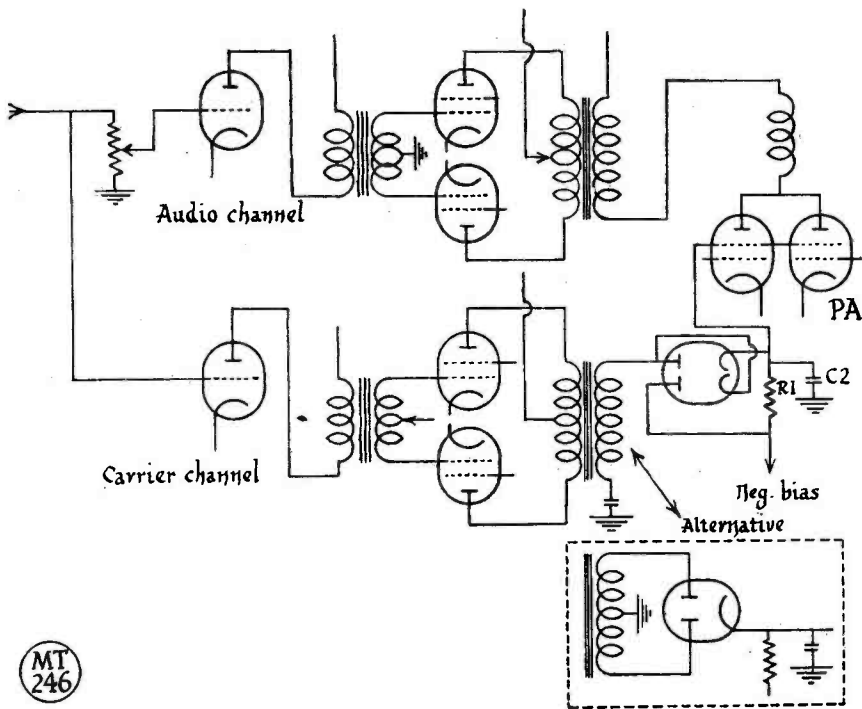 Audio channel
PA
R1
C2
Carrier channel
Neg. bias
Alternative
MT
246